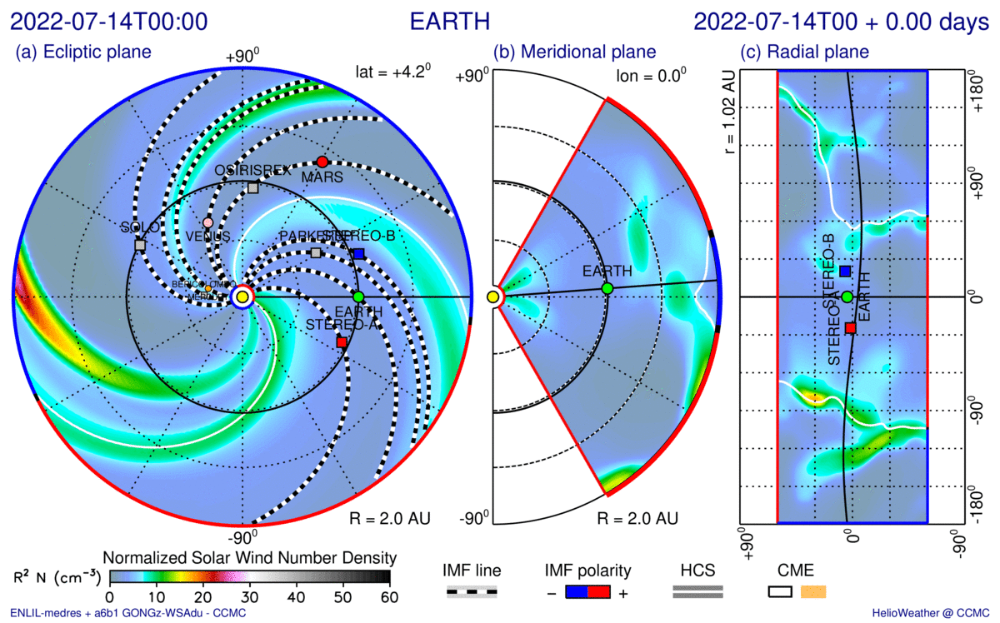 2022-07-14T00:00 EARTH 2022-07-14T00 + 0.00 days
(a) Ecliptic plane (b) Meridional plane (c) Radial plane
+90⁰
lat = +4.2⁰
+90⁰
lon = 0.0⁰
r = 1.02 AU
+180⁰
OSIRISREX
MARS
SOLO
VENUS
PARKER
STEREO-B
BEPICOLOMBO
MERCURY
EARTH
STEREO-A
EARTH
STEREO-B
EARTH
STEREO-A
+90⁰
0⁰
-90⁰
-180⁰
R = 2.0 AU
-90⁰
-90⁰
R = 2.0 AU
+90⁰
0⁰
-90⁰
Normalized Solar Wind Number Density
R² N (cm⁻³)
0 10 20 30 40 50 60
IMF line
IMF polarity
- +
HCS
CME
ENLIL-medres + a6b1 GONGz-WSAdu - CCMC
HelioWeather @ CCMC